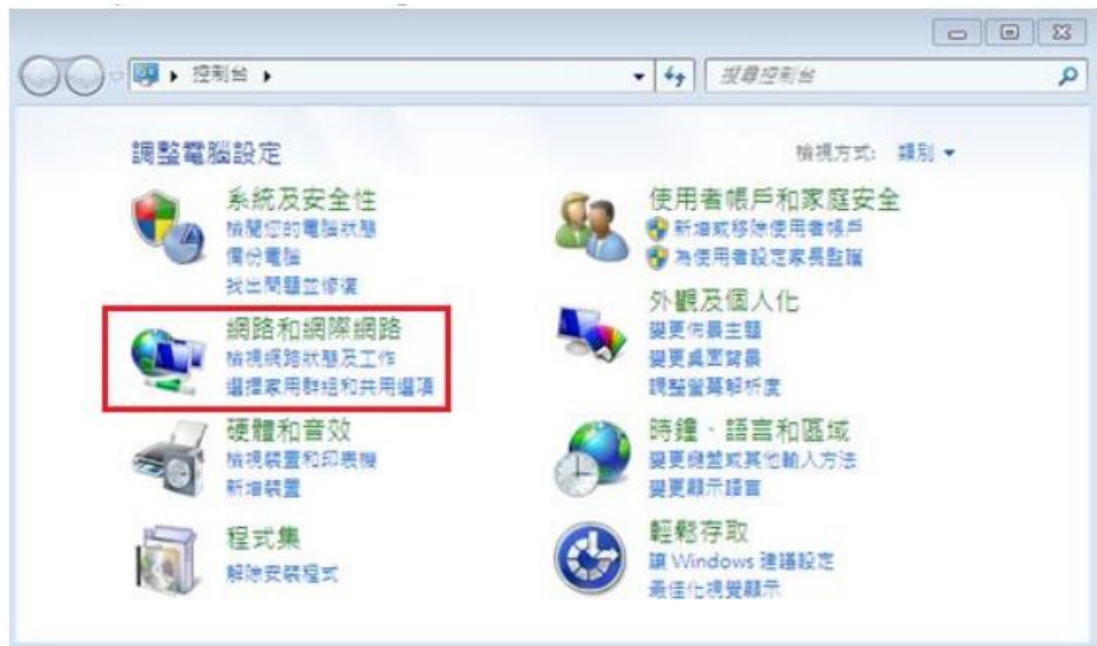 控制台
搜尋控制台
調整電腦設定
檢視方式: 類別
系統及安全性
檢閱您的電腦狀態
備份電腦
找出問題並修復
網路和網際網路
檢視網路狀態及工作
選擇家用群組和共用選項
硬體和音效
檢視裝置和印表機
新增裝置
程式集
解除安裝程式
使用者帳戶和家庭安全
新增或移除使用者帳戶
為使用者設定家長監護
外觀及個人化
變更佈景主題
變更桌面背景
調整螢幕解析度
時鐘、語言和區域
變更鍵盤或其他輸入方法
變更顯示語言
輕鬆存取
讓 Windows 建議設定
最佳化視覺顯示